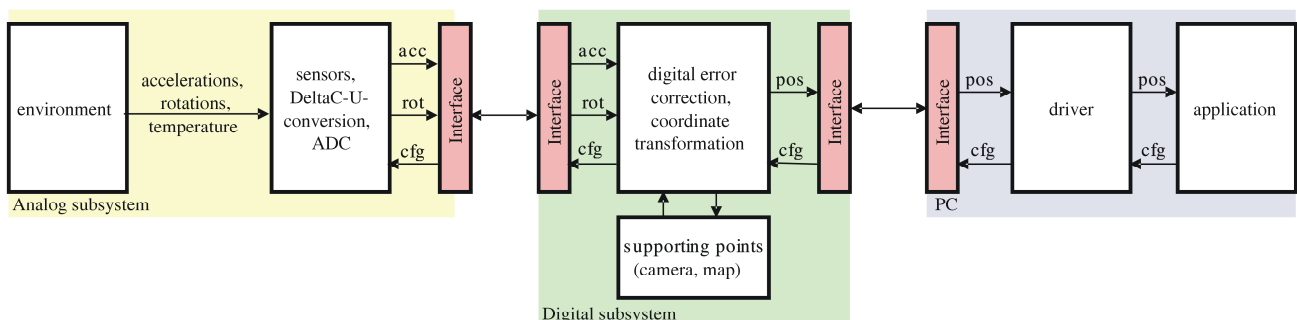 environment
accelerations,
rotations,
temperature
sensors,
DeltaC-U-
conversion,
ADC
acc
rot
cfg
Interface
Analog subsystem
Interface
acc
rot
cfg
digital error
correction,
coordinate
transformation
pos
cfg
Interface
supporting points
(camera, map)
Digital subsystem
Interface
pos
cfg
driver
pos
cfg
application
PC